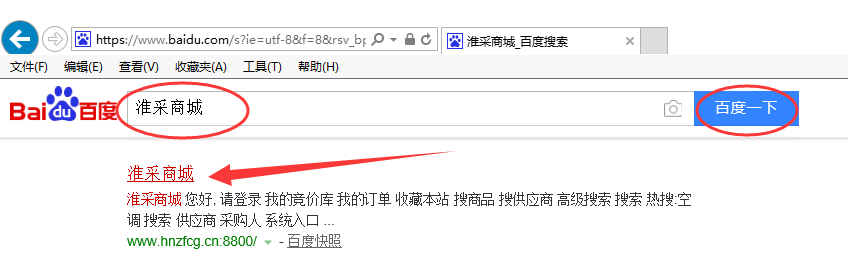 https://www.baidu.com/s?ie=utf-8&f=8&rsv_bp
淮采商城_百度搜索
文件(F) 编辑(E) 查看(V) 收藏夹(A) 工具(T) 帮助(H)
Bai du 百度 淮采商城 百度一下
淮采商城
淮采商城 您好, 请登录 我的竞价库 我的订单 收藏本站 搜商品 搜供应商 高级搜索 搜索 热搜:空
调 搜索 供应商 采购人 系统入口 ...
www.hnzfcg.cn:8800/ - 百度快照